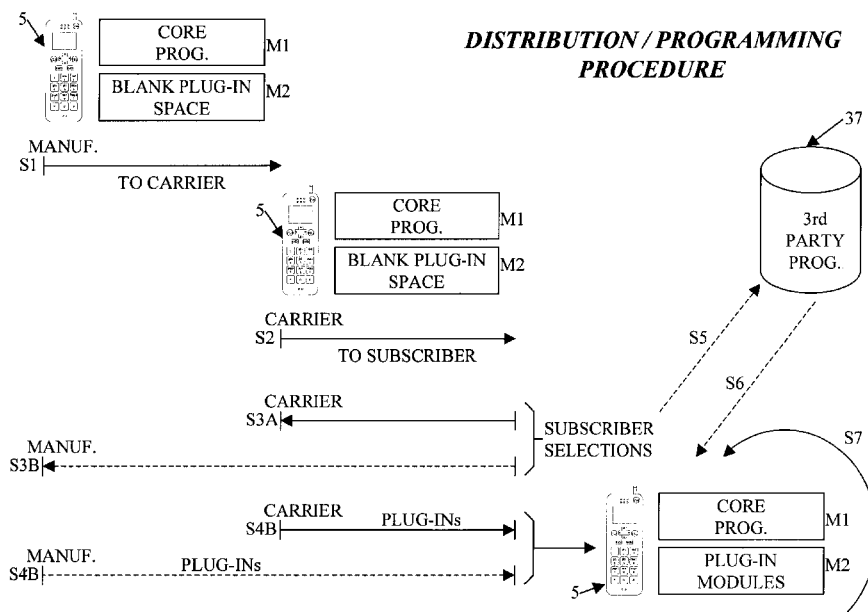 DISTRIBUTION / PROGRAMMING
PROCEDURE
5
CORE
PROG.
M1
BLANK PLUG-IN
SPACE
M2
MANUF.
S1
TO CARRIER
37
3rd
PARTY
PROG.
5
CORE
PROG.
M1
BLANK PLUG-IN
SPACE
M2
CARRIER
S2
TO SUBSCRIBER
S5
S6
CARRIER
S3A
SUBSCRIBER
SELECTIONS
S7
MANUF.
S3B
CARRIER
S4B
PLUG-INs
MANUF.
S4B
PLUG-INs
CORE
PROG.
M1
PLUG-IN
MODULES
M2
5